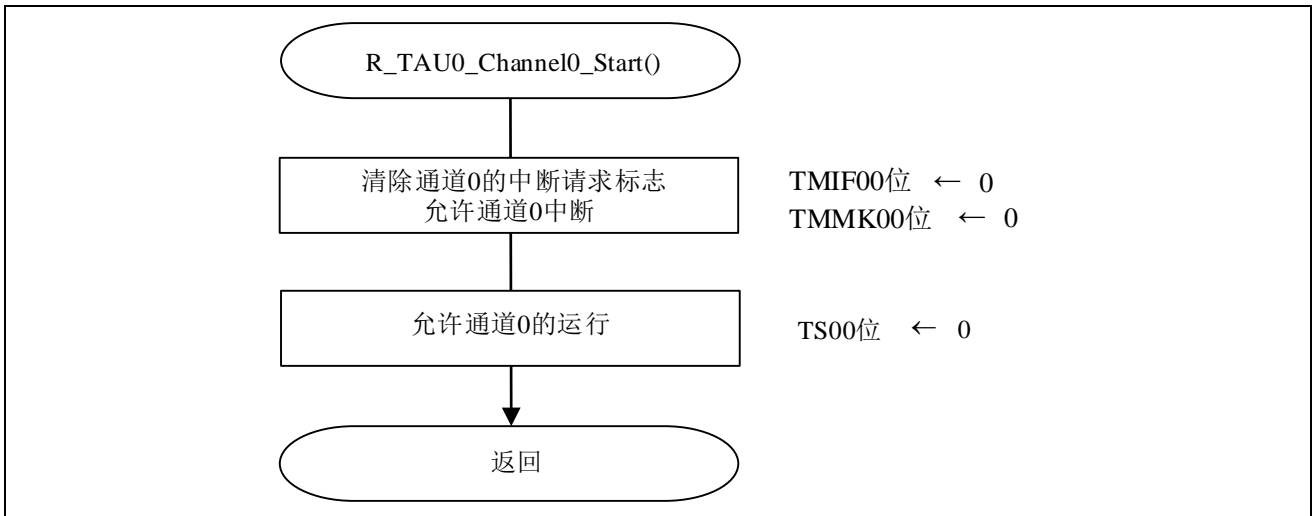 R_TAU0_Channel0_Start()
清除通道0的中断请求标志
允许通道0中断
TMIF00位 ← 0
TMMK00位 ← 0
允许通道0的运行
TS00位 ← 0
返回